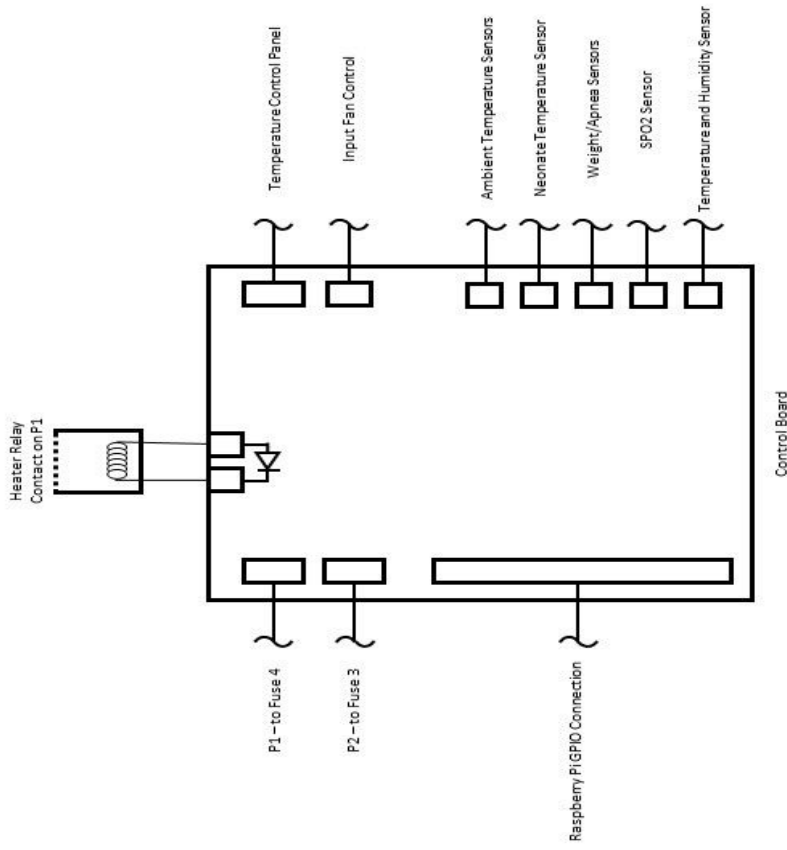 Heater Relay
Contact on P1
Temperature Control Panel
Input Fan Control
Ambient Temperature Sensors
Neonate Temperature Sensor
Weight/Apnea Sensors
SPO2 Sensor
Temperature and Humidity Sensor
P1 – to Fuse 4
P2 – to Fuse 3
Raspberry Pi GPIO Connection
Control Board